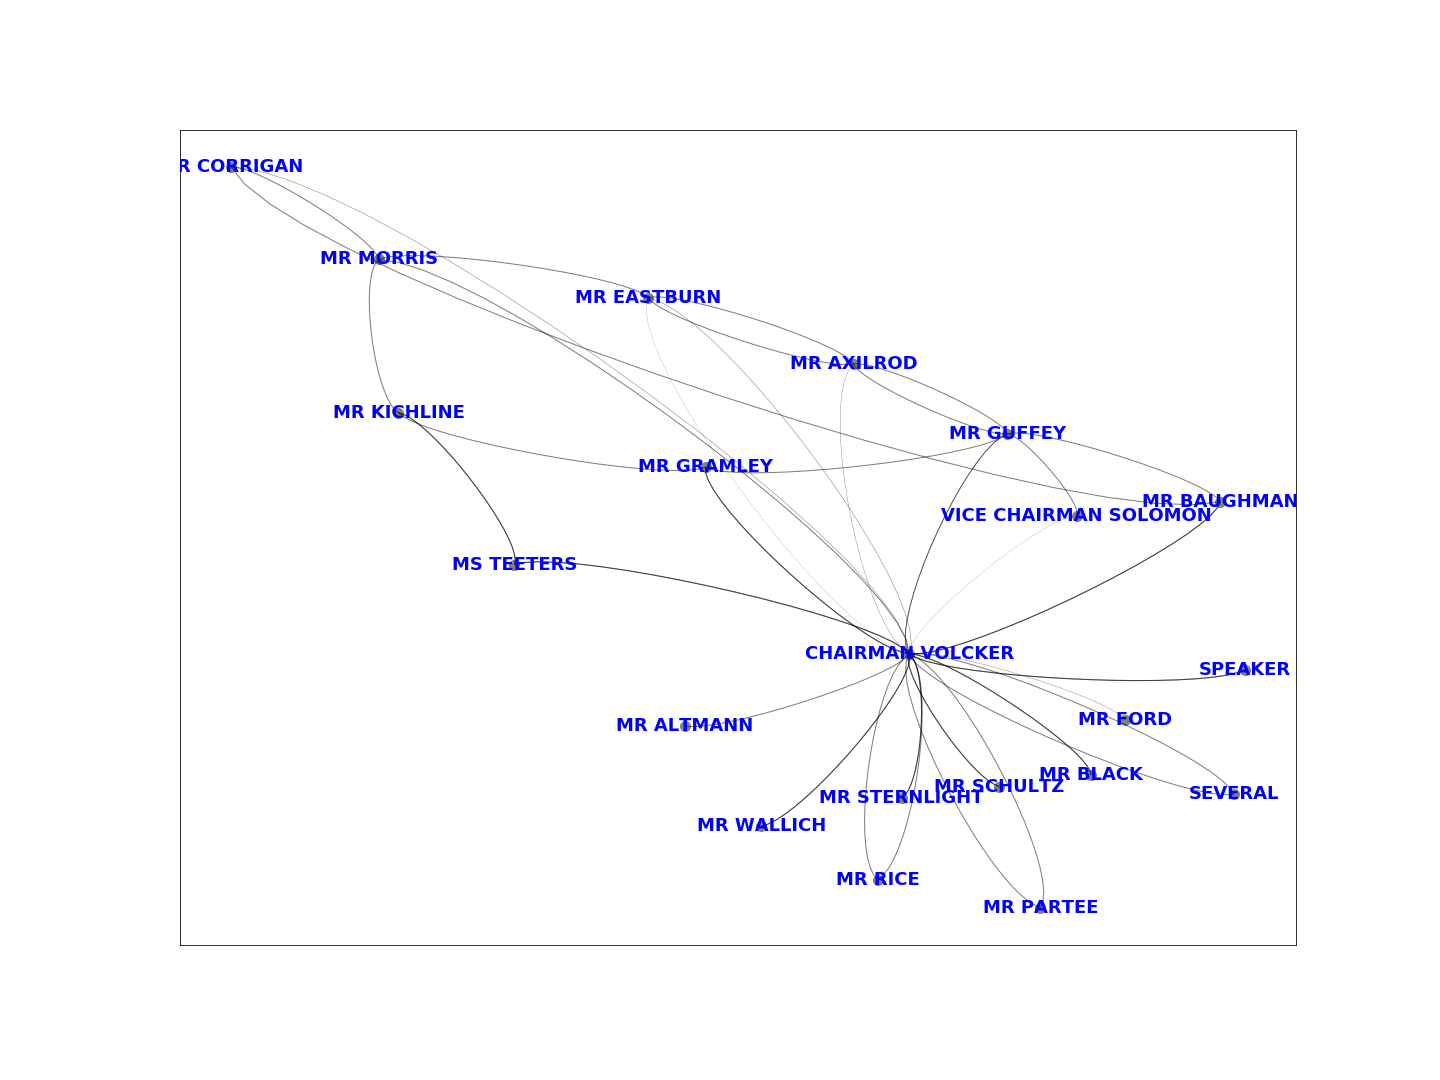 R CORRIGAN
MR MORRIS
MR EASTBURN
MR AXILROD
MR KICHLINE
MR GUFFEY
MR GRAMLEY
MR BAUGHMAN
VICE CHAIRMAN SOLOMON
MS TEETERS
CHAIRMAN VOLCKER
SPEAKER
MR FORD
MR ALTMANN
MR BLACK
MR SCHULTZ
SEVERAL
MR STERNLIGHT
MR WALLICH
MR RICE
MR PARTEE